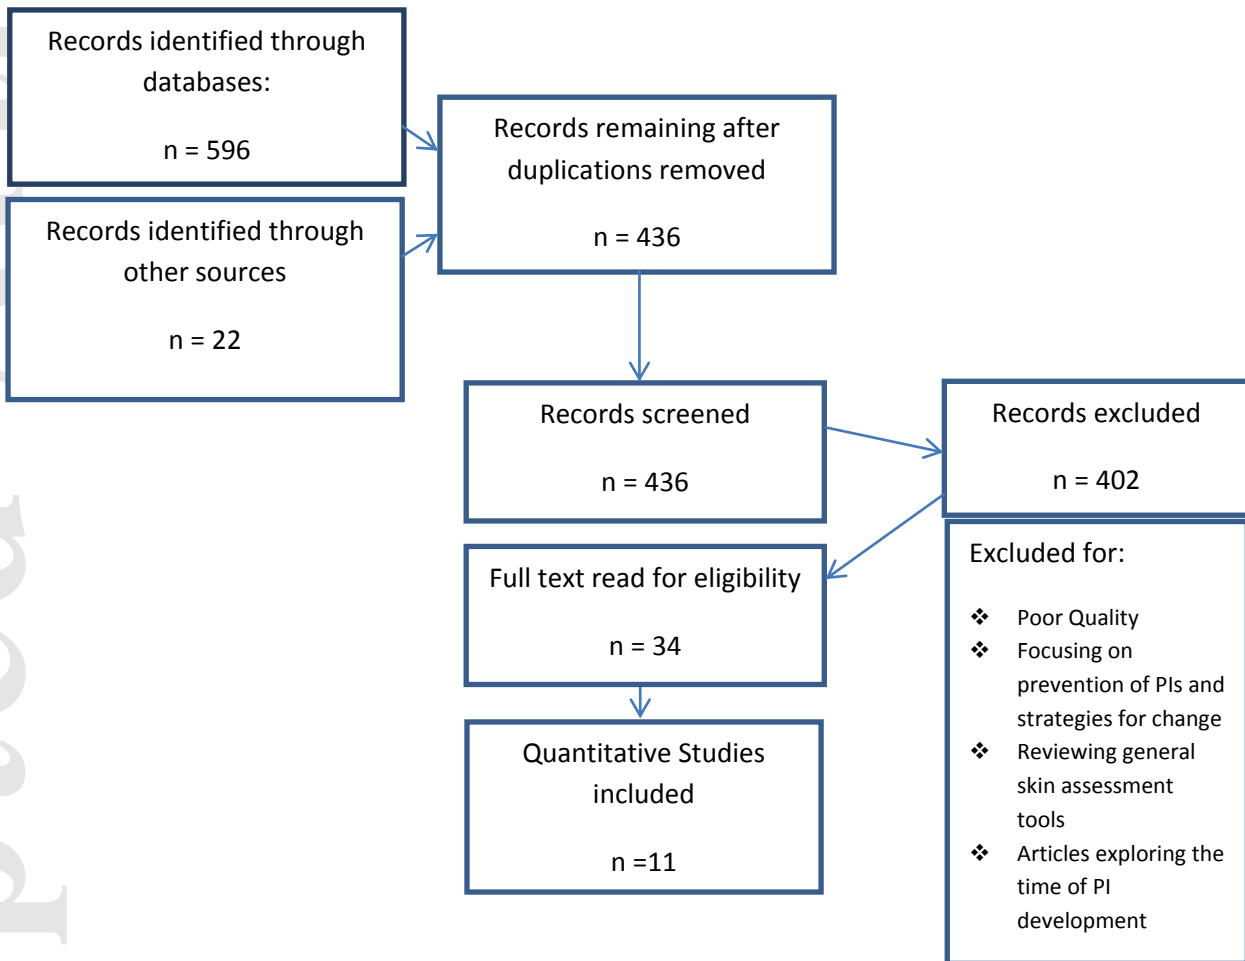 Records identified through
databases:
n = 596
Records identified through
other sources
n = 22
Records remaining after
duplications removed
n = 436
Records screened
n = 436
Records excluded
n = 402
Excluded for:
❖ Poor Quality
❖ Focusing on
prevention of PIs and
strategies for change
❖ Reviewing general
skin assessment
tools
❖ Articles exploring the
time of PI
development
Full text read for eligibility
n = 34
Quantitative Studies
included
n =11